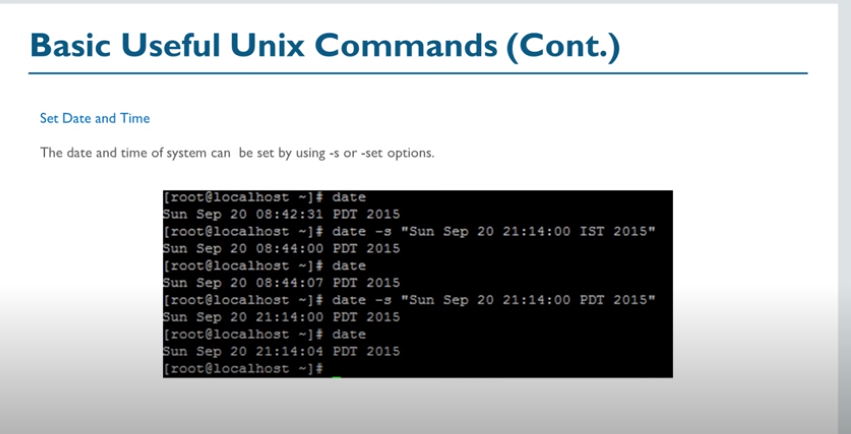 Basic Useful Unix Commands (Cont.)
Set Date and Time
The date and time of system can be set by using -s or -set options.
[root@localhost ~]# date
Sun Sep 20 08:42:31 PDT 2015
[root@localhost ~]# date -s "Sun Sep 20 21:14:00 IST 2015"
Sun Sep 20 08:44:00 PDT 2015
[root@localhost ~]# date
Sun Sep 20 08:44:07 PDT 2015
[root@localhost ~]# date -s "Sun Sep 20 21:14:00 PDT 2015"
Sun Sep 20 21:14:00 PDT 2015
[root@localhost ~]# date
Sun Sep 20 21:14:04 PDT 2015
[root@localhost ~]#